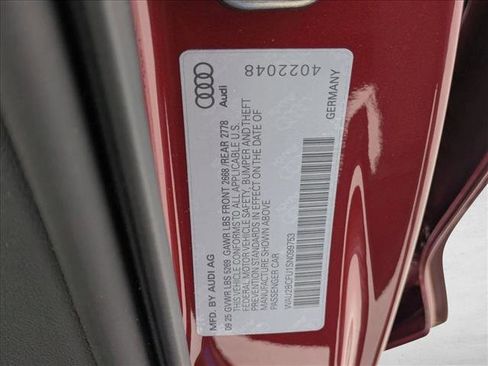 Audi
4022048
MFD. BY AUDI AG
09.25 GVWR LBS 5269 GAWR LBS FRONT 2668 / REAR 2778
THIS VEHICLE CONFORMS TO ALL APPLICABLE U.S.
FEDERAL MOTOR VEHICLE SAFETY, BUMPER AND THEFT
PREVENTION STANDARDS IN EFFECT ON THE DATE OF
MANUFACTURE SHOWN ABOVE
PASSENGER CAR
WAU2BCFU1SN099753
GERMANY